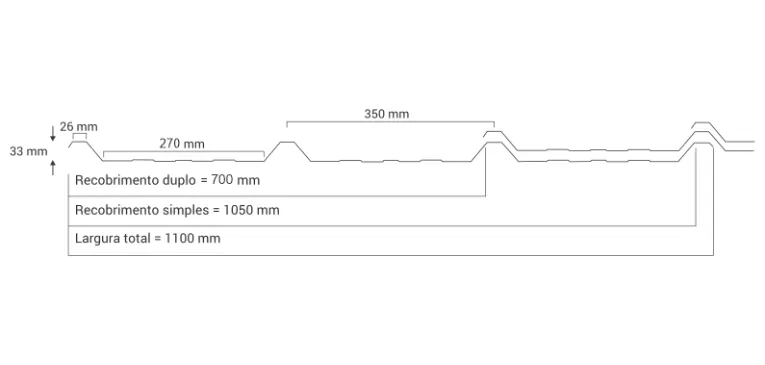 350 mm
26 mm
270 mm
33 mm
Recobrimento duplo = 700 mm
Recobrimento simples = 1050 mm
Largura total = 1100 mm